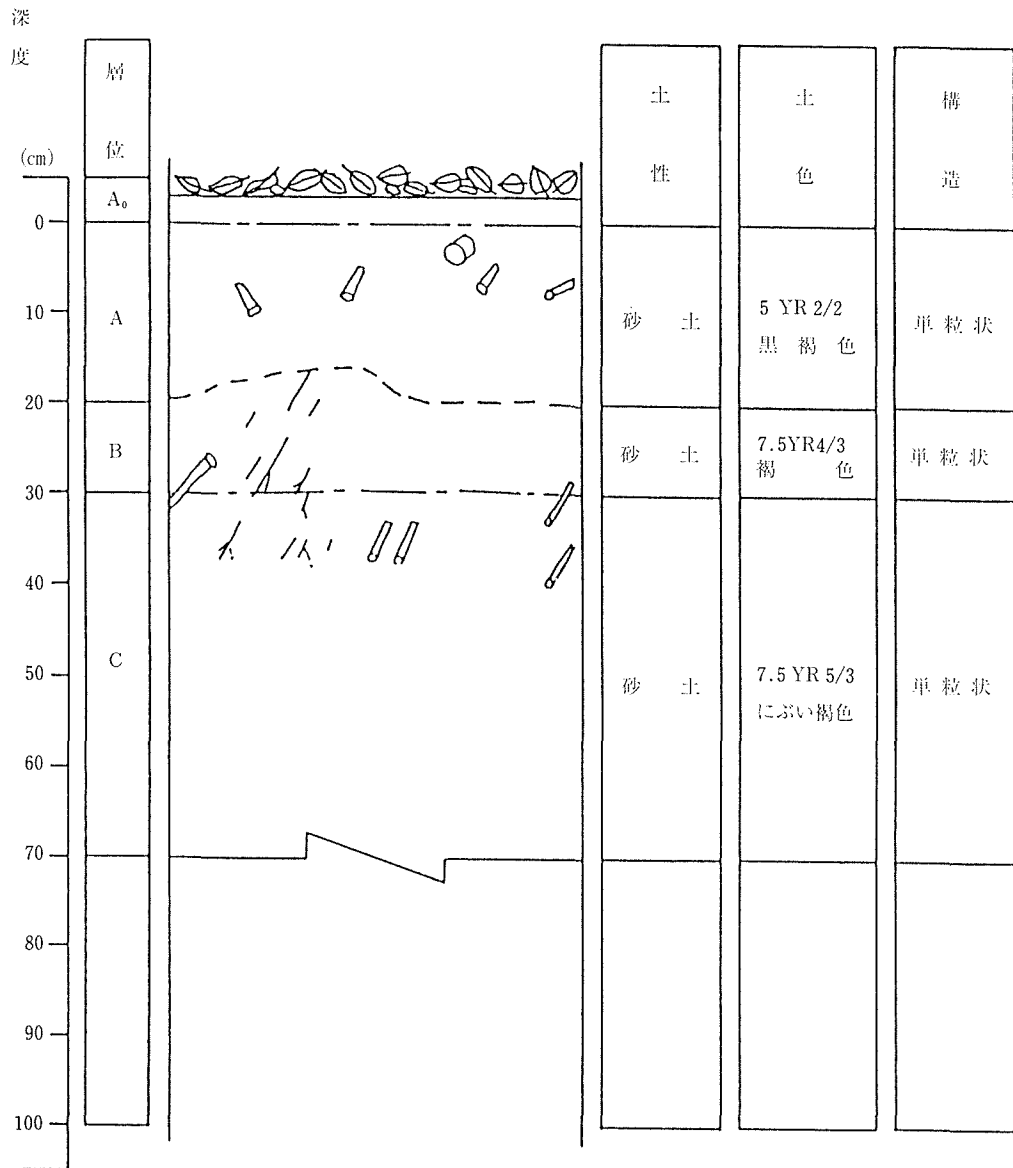 深度
(cm)
0
10
20
30
40
50
60
70
80
90
100
層位
A₀
A
B
C
土性
砂土
砂土
砂土
土色
5 YR 2/2
黒褐色
7.5YR4/3
褐色
7.5 YR 5/3
にぶい褐色
構造
単粒状
単粒状
単粒状